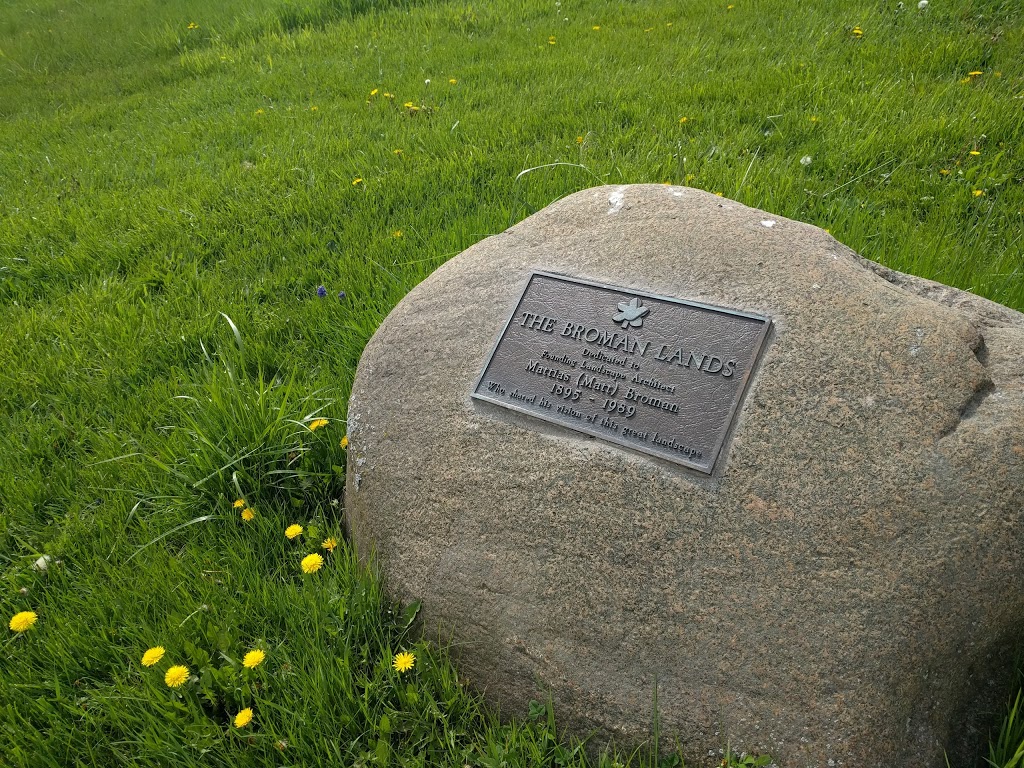 THE BROMAN LANDS
Dedicated to
Founding Landscape Architect
Mattias (Matt) Broman
1895 - 1989
Who shared his vision of this great landscape